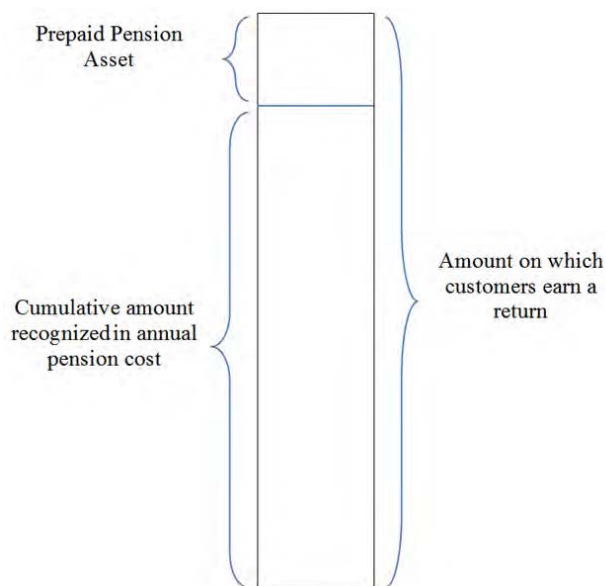 Prepaid Pension
Asset
Cumulative amount
recognized in annual
pension cost
Amount on which
customers earn a
return